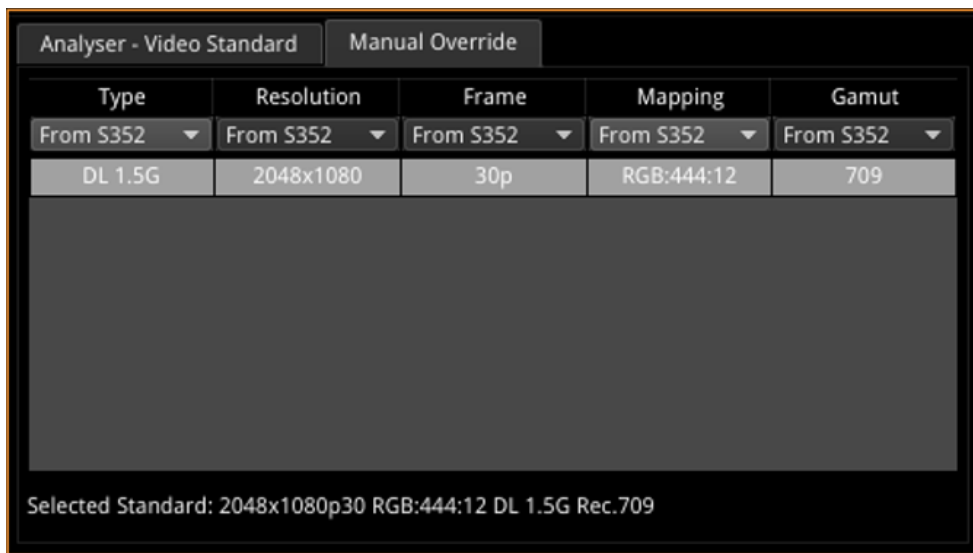 Analyser - Video Standard Manual Override
Type Resolution Frame Mapping Gamut
From S352 From S352 From S352 From S352 From S352
DL 1.5G 2048x1080 30p RGB:444:12 709
Selected Standard: 2048x1080p30 RGB:444:12 DL 1.5G Rec.709